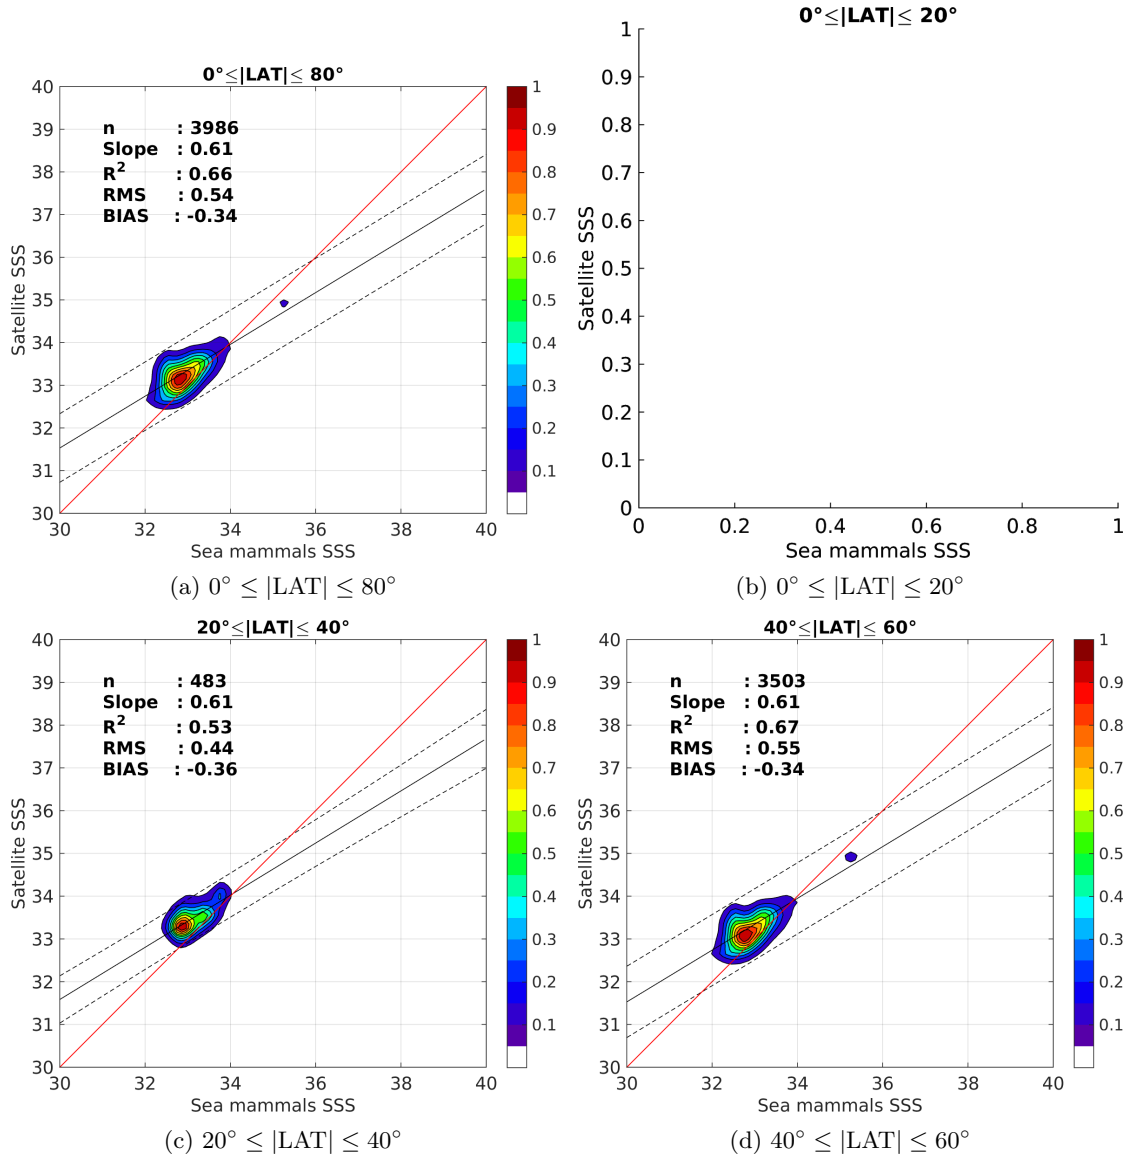 0°≤|LAT|≤ 80°
n : 3986
Slope : 0.61
R² : 0.66
RMS : 0.54
BIAS : -0.34
40
39
38
37
36
35
34
33
32
31
30
30 32 34 36 38 40
Satellite SSS
Sea mammals SSS
1
0.9
0.8
0.7
0.6
0.5
0.4
0.3
0.2
0.1
(a) 0° ≤ |LAT| ≤ 80°
0°≤|LAT|≤ 20°
1
0.9
0.8
0.7
0.6
0.5
0.4
0.3
0.2
0.1
0
0 0.2 0.4 0.6 0.8 1
Satellite SSS
Sea mammals SSS
(b) 0° ≤ |LAT| ≤ 20°
20°≤|LAT|≤ 40°
n : 483
Slope : 0.61
R² : 0.53
RMS : 0.44
BIAS : -0.36
40
39
38
37
36
35
34
33
32
31
30
30 32 34 36 38 40
Satellite SSS
Sea mammals SSS
1
0.9
0.8
0.7
0.6
0.5
0.4
0.3
0.2
0.1
(c) 20° ≤ |LAT| ≤ 40°
40°≤|LAT|≤ 60°
n : 3503
Slope : 0.61
R² : 0.67
RMS : 0.55
BIAS : -0.34
40
39
38
37
36
35
34
33
32
31
30
30 32 34 36 38 40
Satellite SSS
Sea mammals SSS
1
0.9
0.8
0.7
0.6
0.5
0.4
0.3
0.2
0.1
(d) 40° ≤ |LAT| ≤ 60°